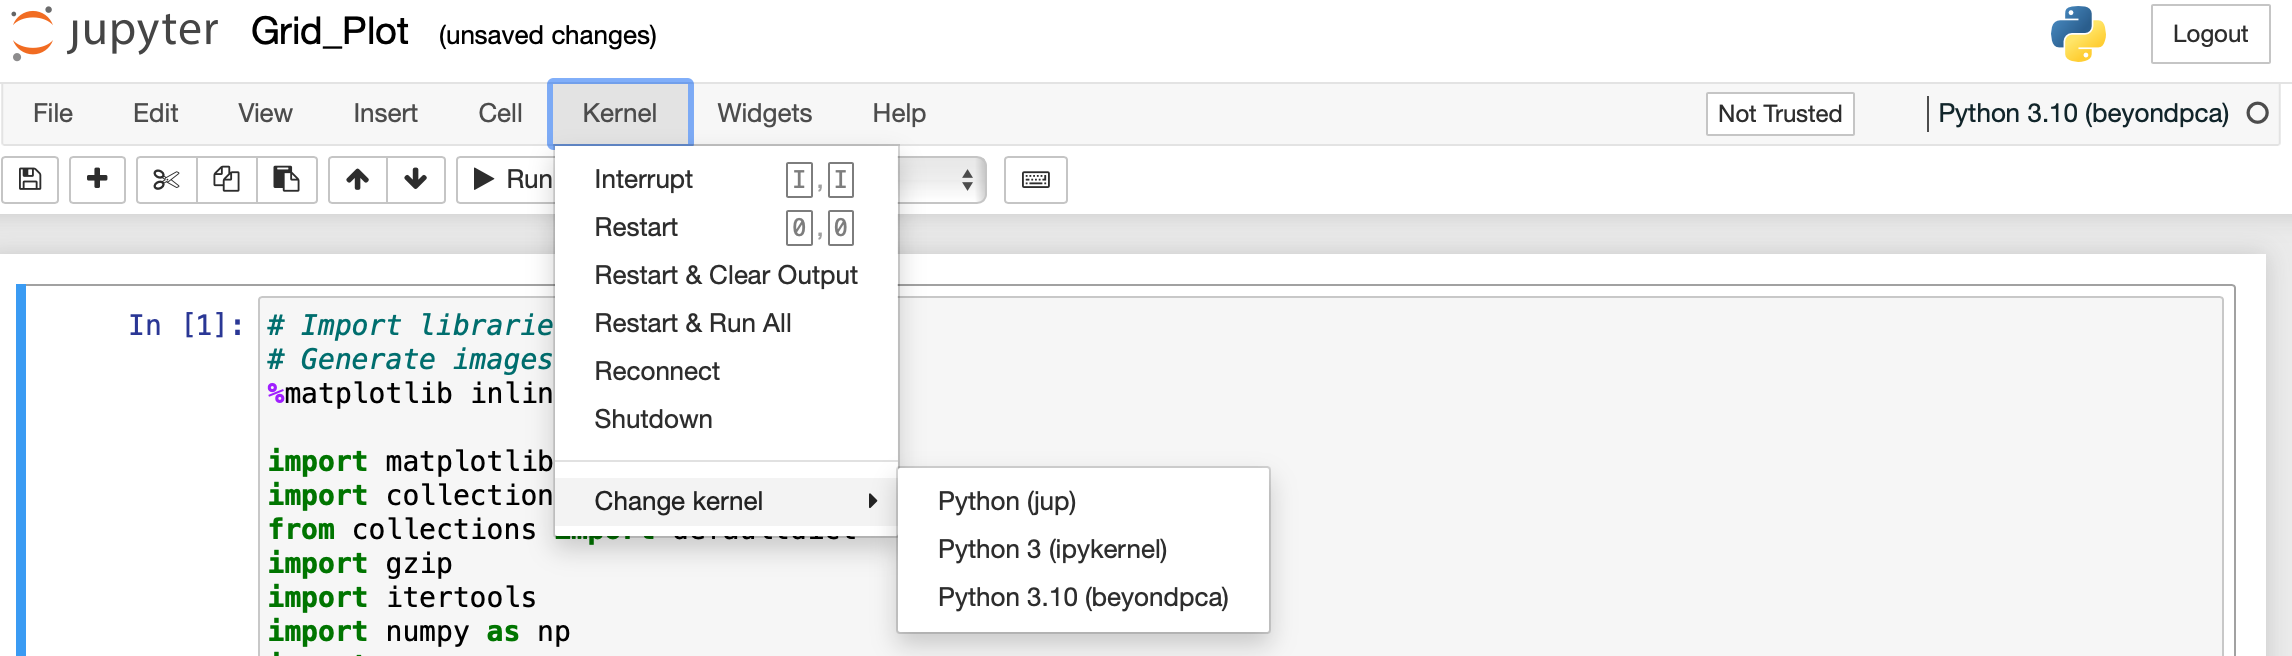 jupyter Grid_Plot (unsaved changes) Logout
File Edit View Insert Cell Kernel Widgets Help Not Trusted Python 3.10 (beyondpca)
Run
Interrupt I,I
Restart 0,0
Restart & Clear Output
Restart & Run All
Reconnect
Shutdown
Change kernel
Python (jup)
Python 3 (ipykernel)
Python 3.10 (beyondpca)
In [1]: # Import librarie
# Generate images
%matplotlib inlin
import matplotlib
import collection
from collections import defaultdict
import gzip
import itertools
import numpy as np